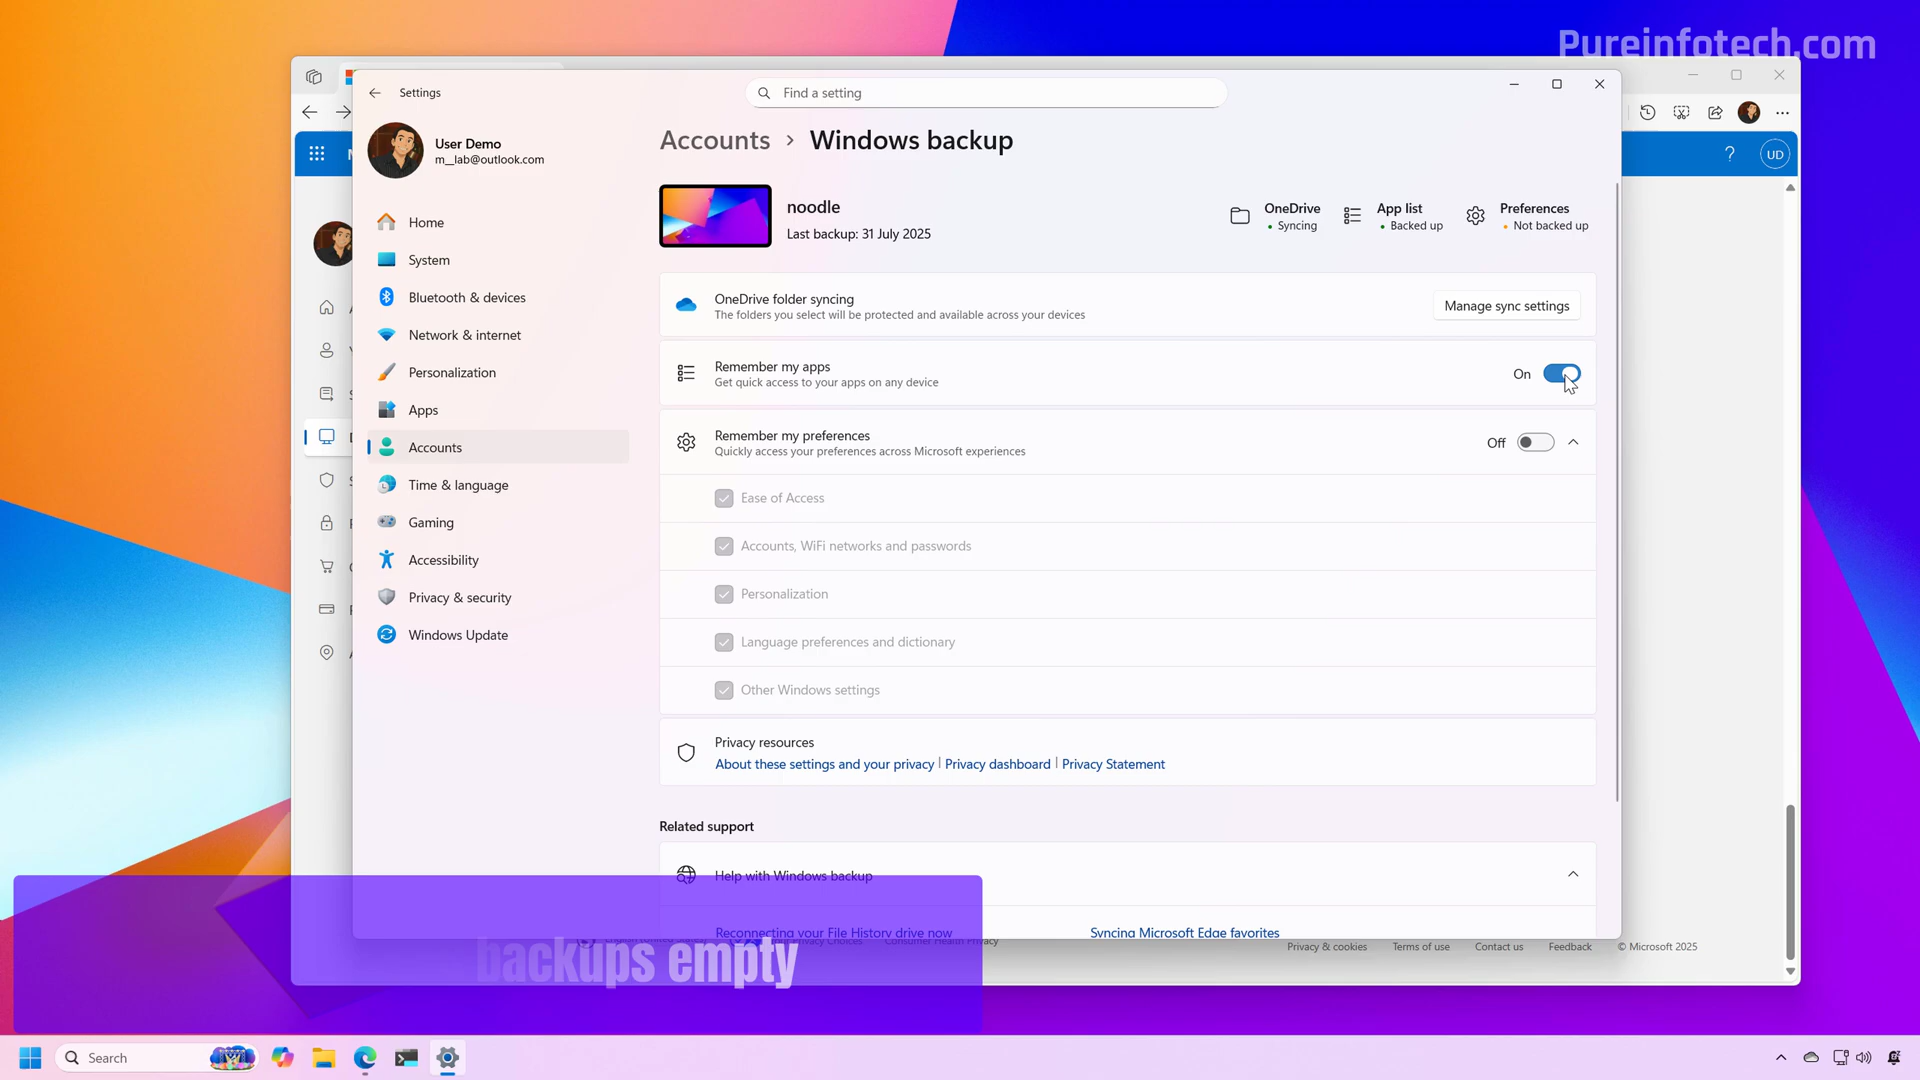 Pureinfotech.com
Settings
Find a setting
User Demo
m__lab@outlook.com
Accounts › Windows backup
UD
noodle
Last backup: 31 July 2025
OneDrive
Syncing
App list
Backed up
Preferences
Not backed up
Home
System
Bluetooth & devices
Network & internet
Personalization
Apps
Accounts
Time & language
Gaming
Accessibility
Privacy & security
Windows Update
OneDrive folder syncing
The folders you select will be protected and available across your devices
Manage sync settings
Remember my apps
Get quick access to your apps on any device
On
Remember my preferences
Quickly access your preferences across Microsoft experiences
Off
Ease of Access
Accounts, WiFi networks and passwords
Personalization
Language preferences and dictionary
Other Windows settings
Privacy resources
About these settings and your privacy | Privacy dashboard | Privacy Statement
Related support
Help with Windows backup
Reconnecting your File History drive now
Syncing Microsoft Edge favorites
Consumer Health Privacy
Privacy & cookies
Terms of use
Contact us
Feedback
© Microsoft 2025
backups empty
Search